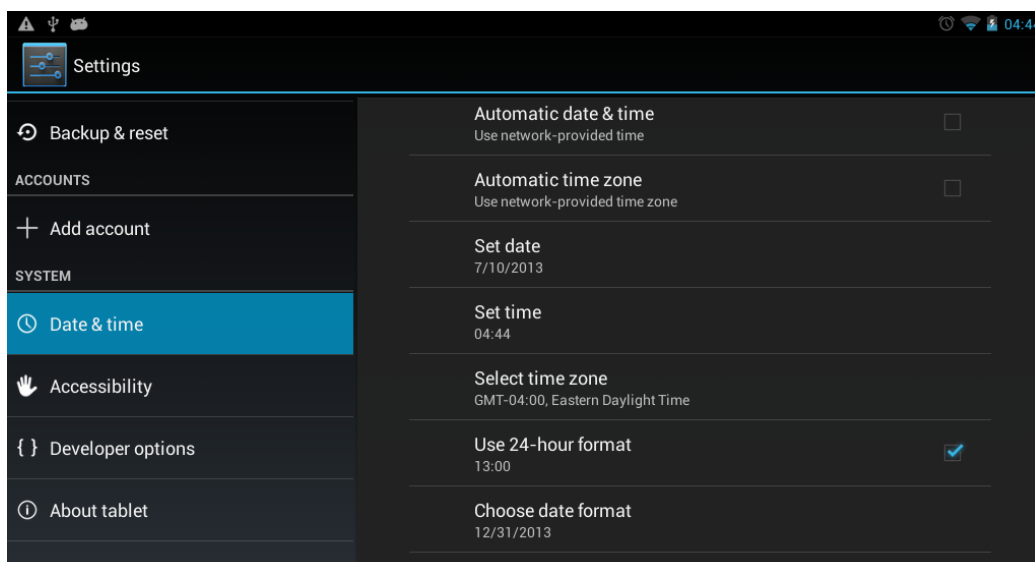 04:44
Settings
Backup & reset
ACCOUNTS
Add account
SYSTEM
Date & time
Accessibility
{ } Developer options
About tablet
Automatic date & time
Use network-provided time
Automatic time zone
Use network-provided time zone
Set date
7/10/2013
Set time
04:44
Select time zone
GMT-04:00, Eastern Daylight Time
Use 24-hour format
13:00
Choose date format
12/31/2013